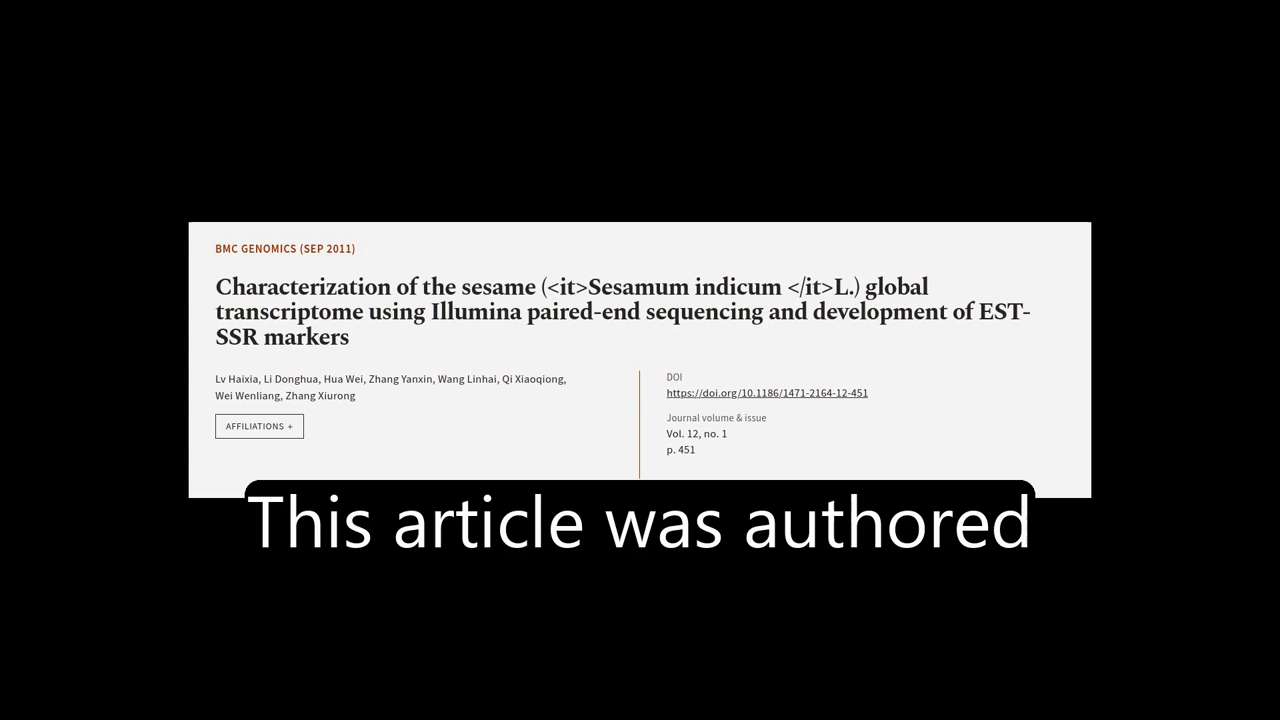 BMC GENOMICS (SEP 2011)
Characterization of the sesame (<it>Sesamum indicum </it>L.) global
transcriptome using Illumina paired-end sequencing and development of EST-
SSR markers
Lv Haixia, Li Donghua, Hua Wei, Zhang Yanxin, Wang Linhai, Qi Xiaoqiong,
Wei Wenliang, Zhang Xiurong
AFFILIATIONS +
DOI
https://doi.org/10.1186/1471-2164-12-451
Journal volume & issue
Vol. 12, no. 1
p. 451
This article was authored